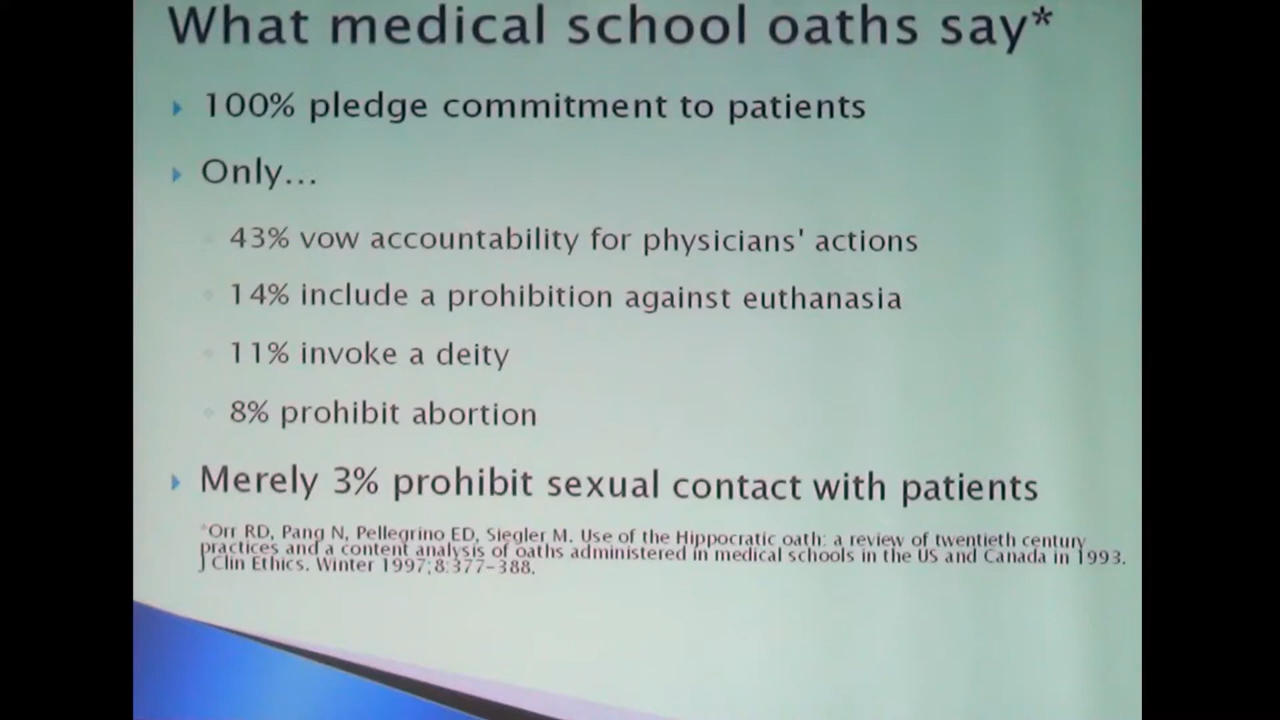 What medical school oaths say*
100% pledge commitment to patients
Only...
43% vow accountability for physicians' actions
14% include a prohibition against euthanasia
11% invoke a deity
8% prohibit abortion
Merely 3% prohibit sexual contact with patients
*Orr RD, Pang N, Pellegrino ED, Siegler M. Use of the Hippocratic oath: a review of twentieth century
practices and a content analysis of oaths administered in medical schools in the US and Canada in 1993.
J Clin Ethics. Winter 1997;8:377-388.